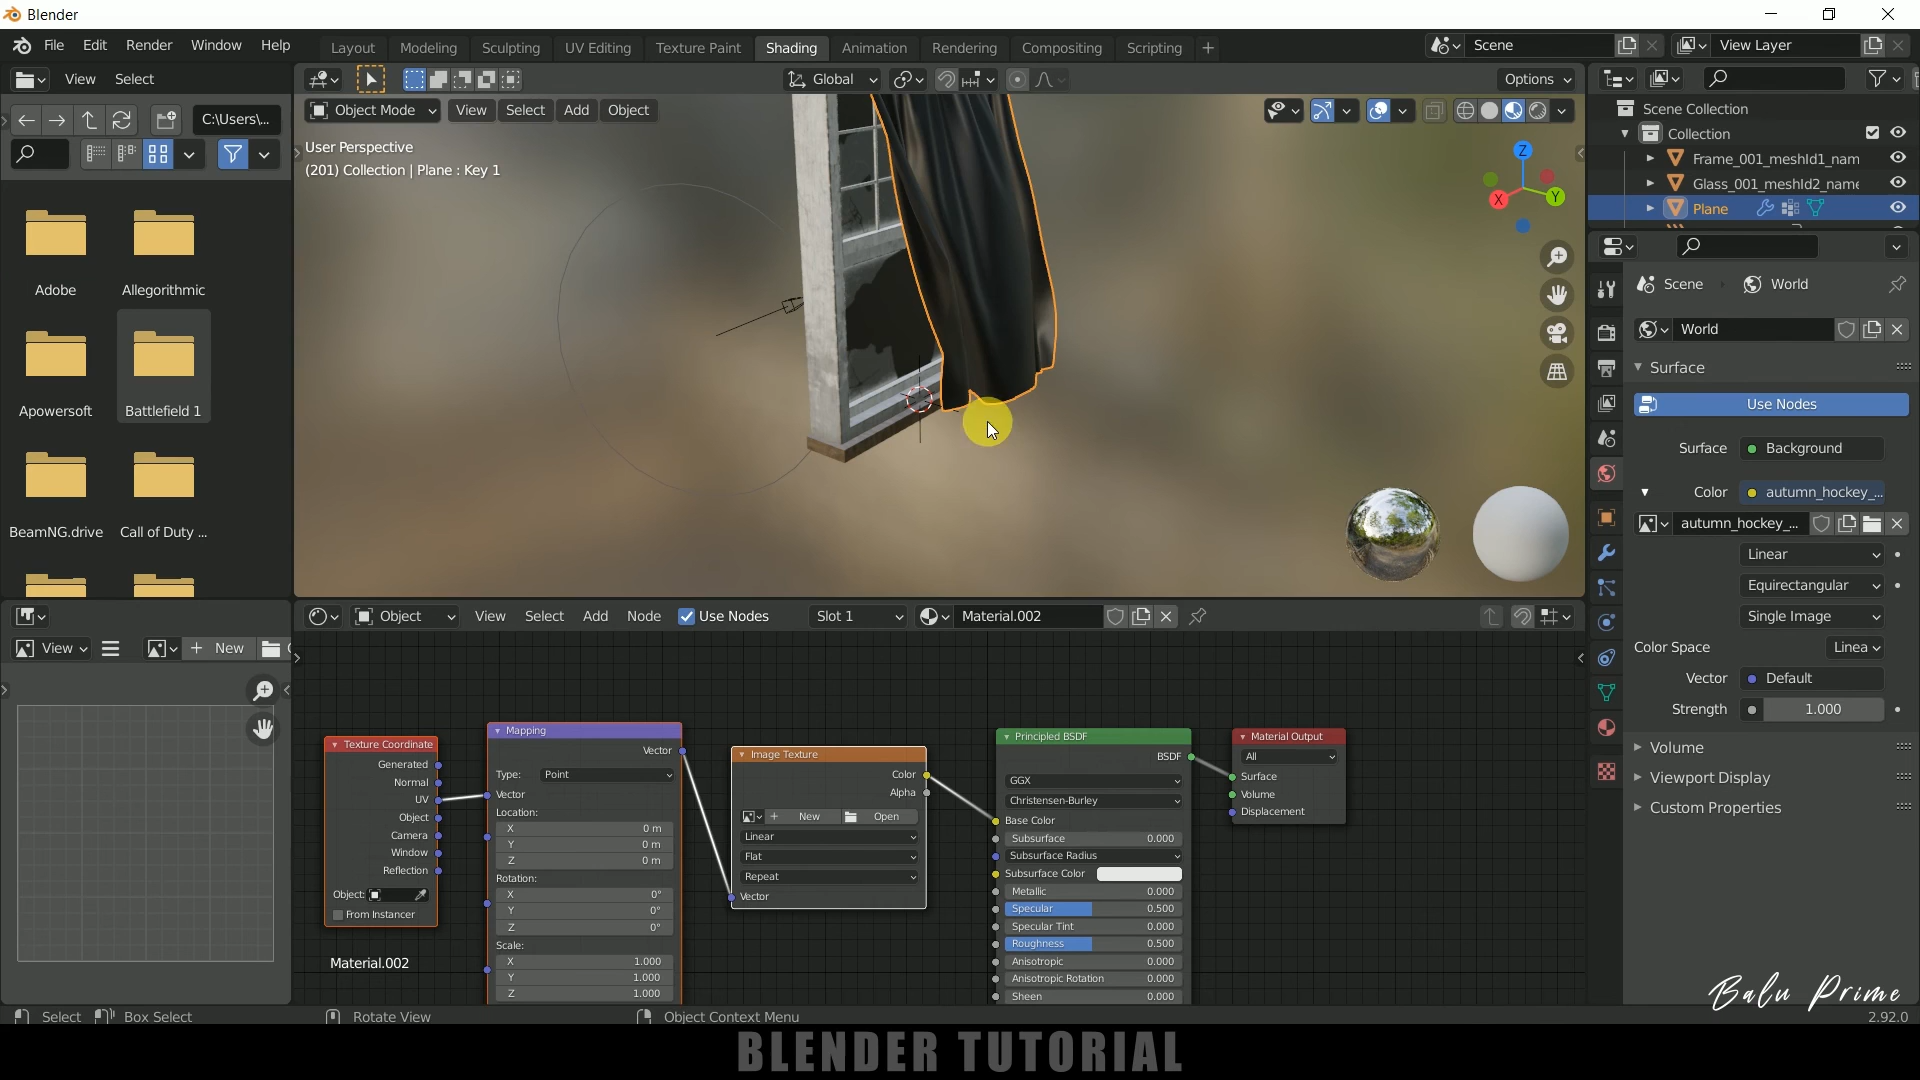 Blender
File Edit Render Window Help
Layout Modeling Sculpting UV Editing Texture Paint Shading Animation Rendering Compositing Scripting +
Scene
View Layer
View Select
Global
Options
C:\Users\...
Object Mode View Select Add Object
User Perspective
(201) Collection | Plane : Key 1
Z
X
Y
Adobe
Allegorithmic
Apowersoft
Battlefield 1
BeamNG.drive
Call of Duty ...
Scene Collection
Collection
Frame_001_meshId1_nam
Glass_001_meshId2_name
Plane
Scene World
World
Surface
Use Nodes
Surface Background
Color autumn_hockey_...
autumn_hockey_...
Linear
Equirectangular
Single Image
Color Space Linea
Vector Default
Strength 1.000
Volume
Viewport Display
Custom Properties
View + New
Object View Select Add Node Use Nodes Slot 1 Material.002
Texture Coordinate
Generated
Normal
UV
Object
Camera
Window
Reflection
Object:
From Instancer
Material.002
Mapping
Vector
Type: Point
Vector
Location:
X 0 m
Y 0 m
Z 0 m
Rotation:
X 0°
Y 0°
Z 0°
Scale:
X 1.000
Y 1.000
Z 1.000
Image Texture
Color
Alpha
+ New Open
Linear
Flat
Repeat
Vector
Principled BSDF
BSDF
GGX
Christensen-Burley
Base Color
Subsurface 0.000
Subsurface Radius
Subsurface Color
Metallic 0.000
Specular 0.500
Specular Tint 0.000
Roughness 0.500
Anisotropic 0.000
Anisotropic Rotation 0.000
Sheen 0.000
Material Output
All
Surface
Volume
Displacement
Balu Prime
Select Box Select Rotate View Object Context Menu 2.92.0
BLENDER TUTORIAL